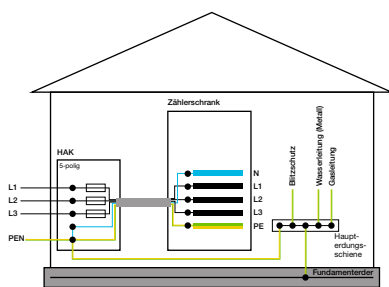 Zählerschrank
HAK
5-polig
L1
L2
L3
PEN
N
L1
L2
L3
PE
Blitzschutz
Wasserleitung (Metall)
Gasleitung
Haupt-
erdungs-
schiene
Fundamenterder